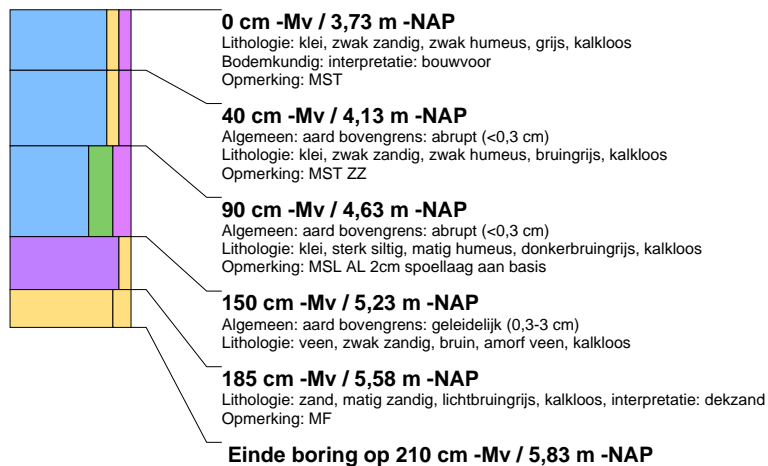 0 cm -Mv / 3,73 m -NAP
Lithologie: klei, zwak zandig, zwak humeus, grijs, kalkloos
Bodemkundig: interpretatie: bouwvoor
Opmerking: MST
40 cm -Mv / 4,13 m -NAP
Algemeen: aard bovengrens: abrupt (<0,3 cm)
Lithologie: klei, zwak zandig, zwak humeus, bruingrijs, kalkloos
Opmerking: MST ZZ
90 cm -Mv / 4,63 m -NAP
Algemeen: aard bovengrens: abrupt (<0,3 cm)
Lithologie: klei, sterk siltig, matig humeus, donkerbruingrijs, kalkloos
Opmerking: MSL AL 2cm spoellaag aan basis
150 cm -Mv / 5,23 m -NAP
Algemeen: aard bovengrens: geleidelijk (0,3-3 cm)
Lithologie: veen, zwak zandig, bruin, amorf veen, kalkloos
185 cm -Mv / 5,58 m -NAP
Lithologie: zand, matig zandig, lichtbruingrijs, kalkloos, interpretatie: dekzand
Opmerking: MF
Einde boring op 210 cm -Mv / 5,83 m -NAP